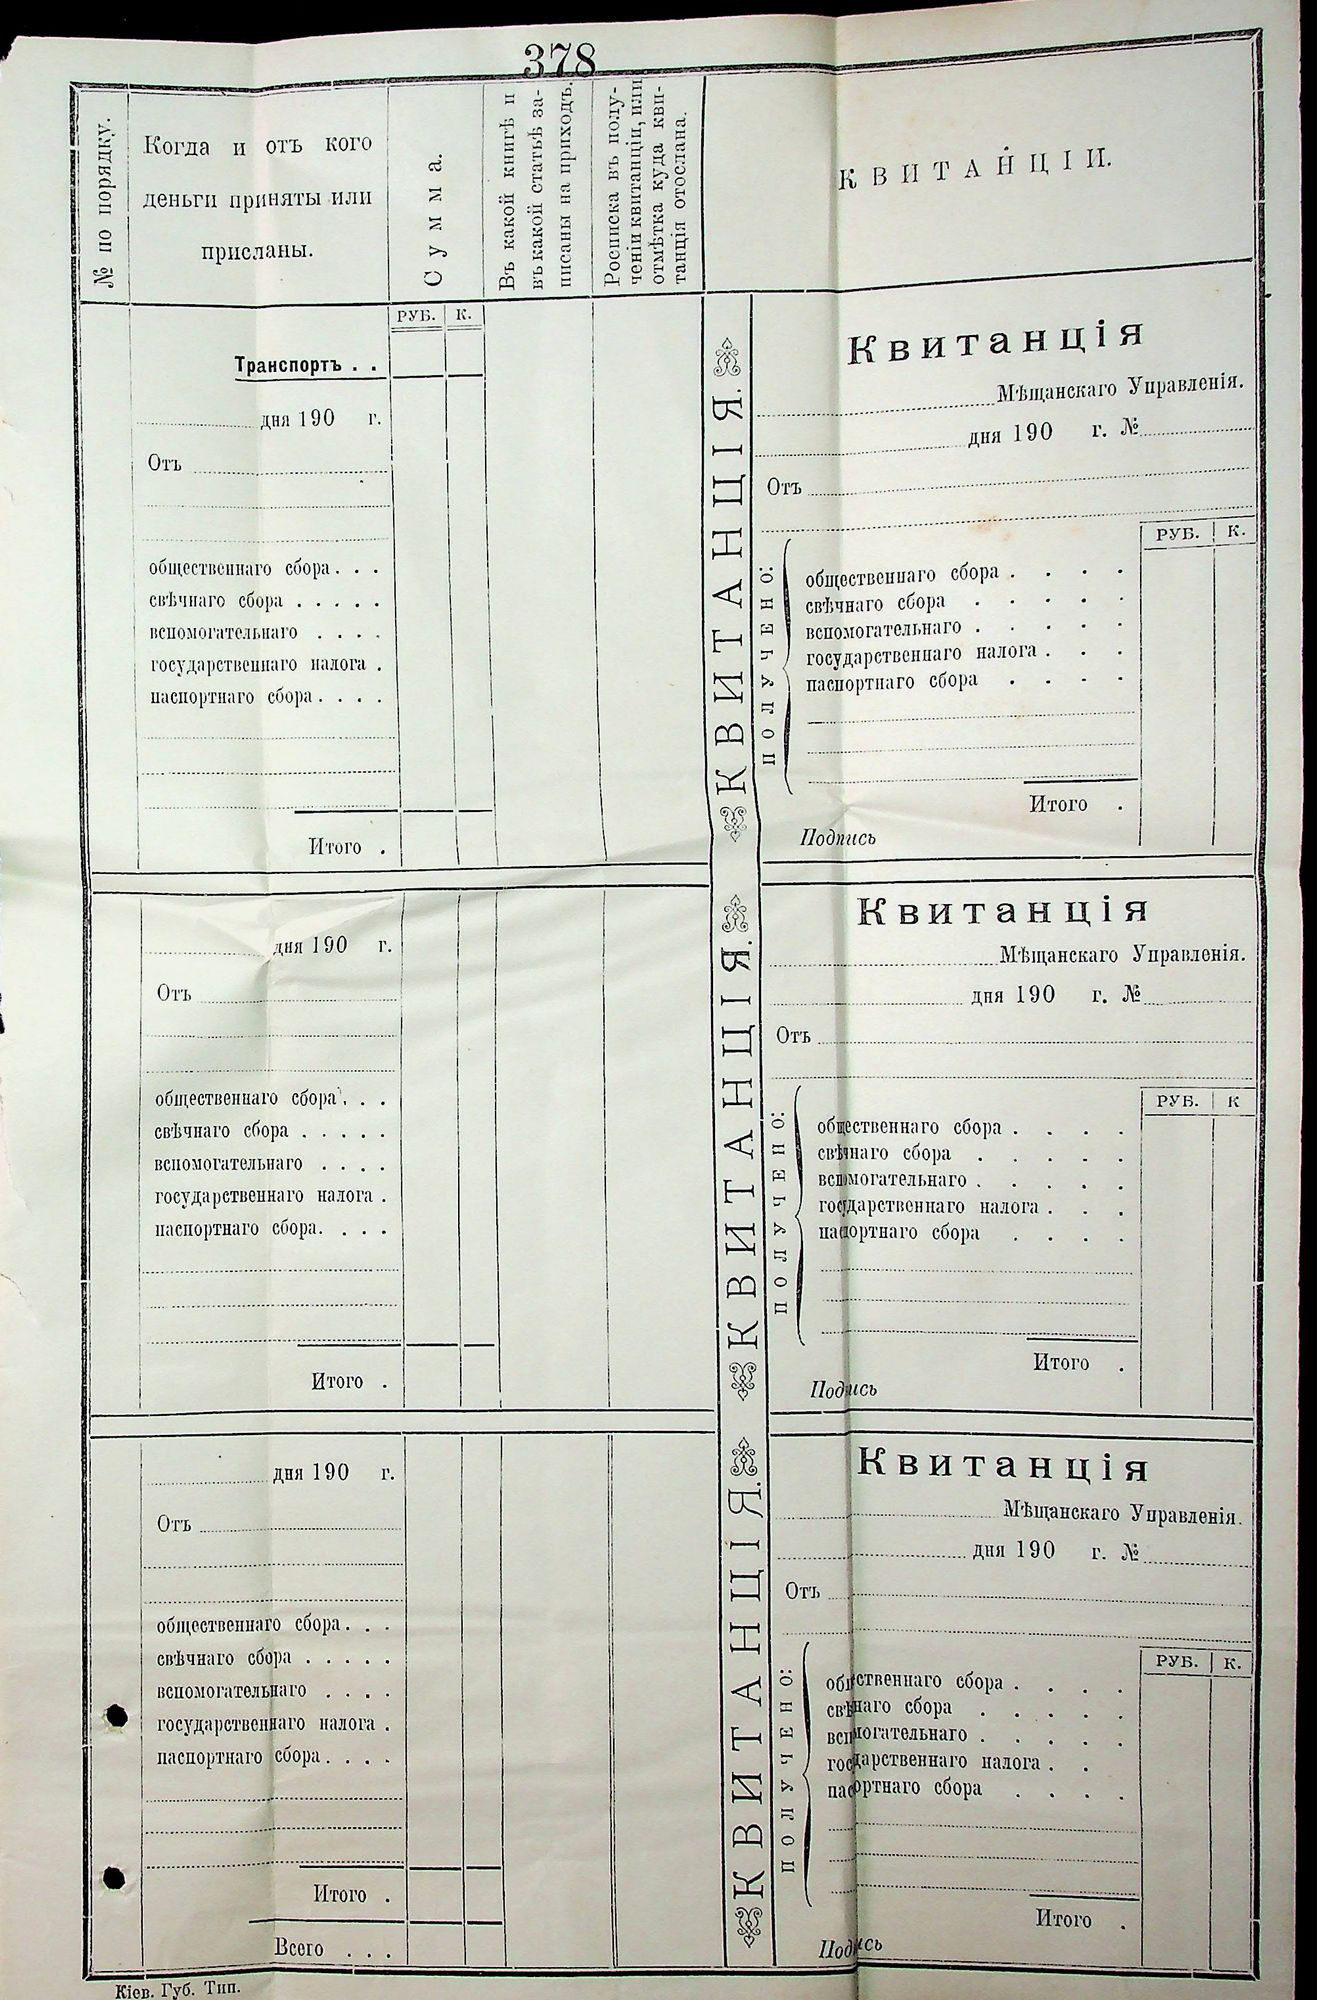 378
№ по порядку.
Когда и отъ кого
деньги приняты или
присланы.
Сумма.
Въ какой книгѣ и
въ какой статьѣ за-
писаны на приходъ.
Росписка въ полу-
ченіи квитанціи, или
отмѣтка куда кви-
танція отослана.
КВИТАНЦІИ.
РУБ. К.
Транспортъ . .
дня 190 г.
Отъ
общественнаго сбора . . .
свѣчнаго сбора . . . . .
вспомогательнаго . . . .
государственнаго налога .
паспортнаго сбора . . . .
Итого .
КВИТАНЦІЯ.
Квитанція
Мѣщанскаго Управленія.
дня 190 г. №
Отъ
РУБ. К.
ПОЛУЧЕНО:
общественнаго сбора . . . .
свѣчнаго сбора . . . . .
вспомогательнаго . . . . .
государственнаго налога . . .
паспортнаго сбора . . . .
Итого .
Подпись
дня 190 г.
Отъ
общественнаго сбора . . .
свѣчнаго сбора . . . . .
вспомогательнаго . . . .
государственнаго налога .
паспортнаго сбора. . . .
Итого .
КВИТАНЦІЯ.
Квитанція
Мѣщанскаго Управленія.
дня 190 г. №
Отъ
РУБ. К
ПОЛУЧЕНО:
общественнаго сбора . . . .
свѣчнаго сбора . . . . .
вспомогательнаго . . . . .
государственнаго налога . . .
паспортнаго сбора . . . .
Итого .
Подпись
дня 190 г.
Отъ
общественнаго сбора . . .
свѣчнаго сбора . . . . .
вспомогательнаго . . . .
государственнаго налога .
паспортнаго сбора . . . .
Итого .
Всего . . .
КВИТАНЦІЯ.
Квитанція
Мѣщанскаго Управленія.
дня 190 г. №
Отъ
РУБ. К.
ПОЛУЧЕНО:
общественнаго сбора . . . .
свѣчнаго сбора . . . . .
вспомогательнаго . . . . .
государственнаго налога . .
паспортнаго сбора . . . .
Итого .
Подпись
Кіев. Губ. Тип.